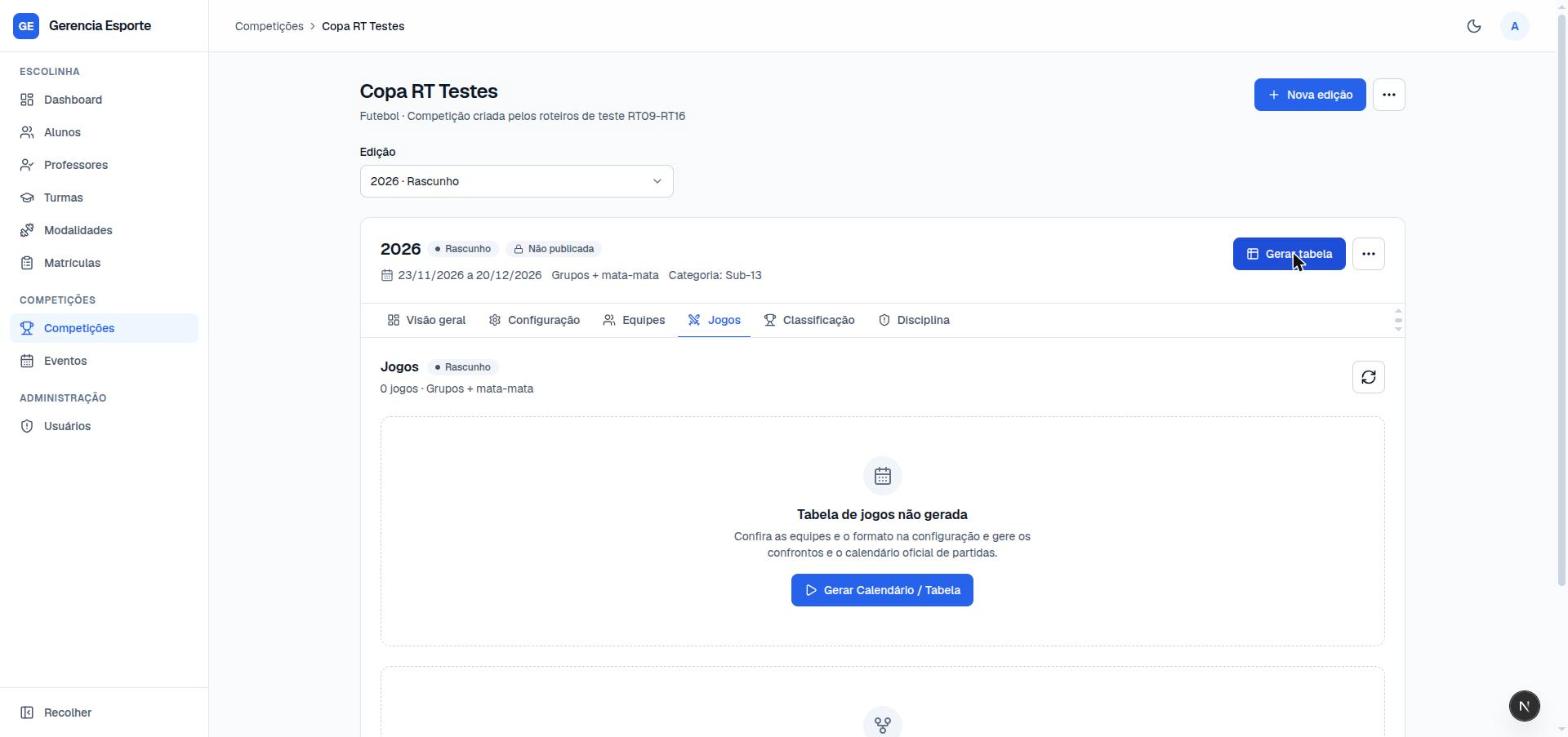 GE Gerencia Esporte
Competições > Copa RT Testes
A
ESCOLINHA
Dashboard
Alunos
Professores
Turmas
Modalidades
Matrículas
COMPETIÇÕES
Competições
Eventos
ADMINISTRAÇÃO
Usuários
Recolher
Copa RT Testes
Futebol · Competição criada pelos roteiros de teste RT09-RT16
+ Nova edição
Edição
2026 · Rascunho
2026 Rascunho Não publicada
23/11/2026 a 20/12/2026 Grupos + mata-mata Categoria: Sub-13
Gerar tabela
Visão geral Configuração Equipes Jogos Classificação Disciplina
Jogos Rascunho
0 jogos · Grupos + mata-mata
Tabela de jogos não gerada
Confira as equipes e o formato na configuração e gere os
confrontos e o calendário oficial de partidas.
Gerar Calendário / Tabela
N